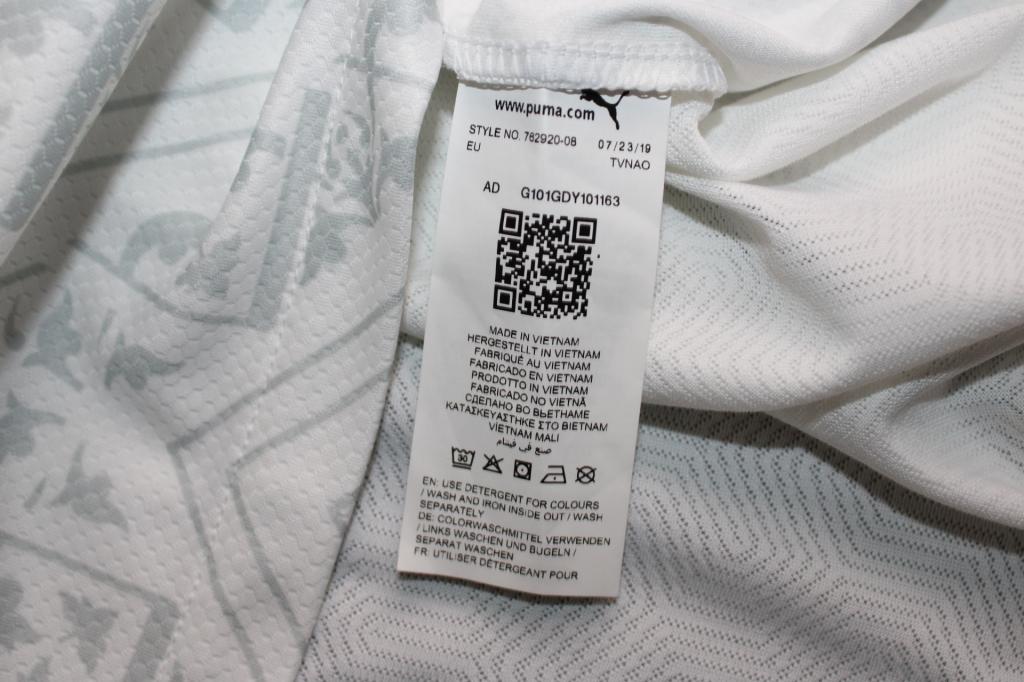 www.puma.com
STYLE NO. 782920-08 07/23/19
EU TVNAO
AD G101GDY101163
MADE IN VIETNAM
HERGESTELLT IN VIETNAM
FABRIQUÉ AU VIETNAM
FABRICADO EN VIETNAM
PRODOTTO IN VIETNAM
FABRICADO NO VIETNÃ
СДЕЛАНО ВО ВЬЕТНАМЕ
ΚΑΤΑΣΚΕΥΑΣΤΗΚΕ ΣΤΟ ΒΙΕΤΝΑΜ
VIETNAM MALI
صنع في فيتنام
30
EN: USE DETERGENT FOR COLOURS
/ WASH AND IRON INSIDE OUT / WASH
SEPARATELY
DE: COLORWASCHMITTEL VERWENDEN
/ LINKS WASCHEN UND BÜGELN /
SEPARAT WASCHEN
FR: UTILISER DÉTERGEANT POUR